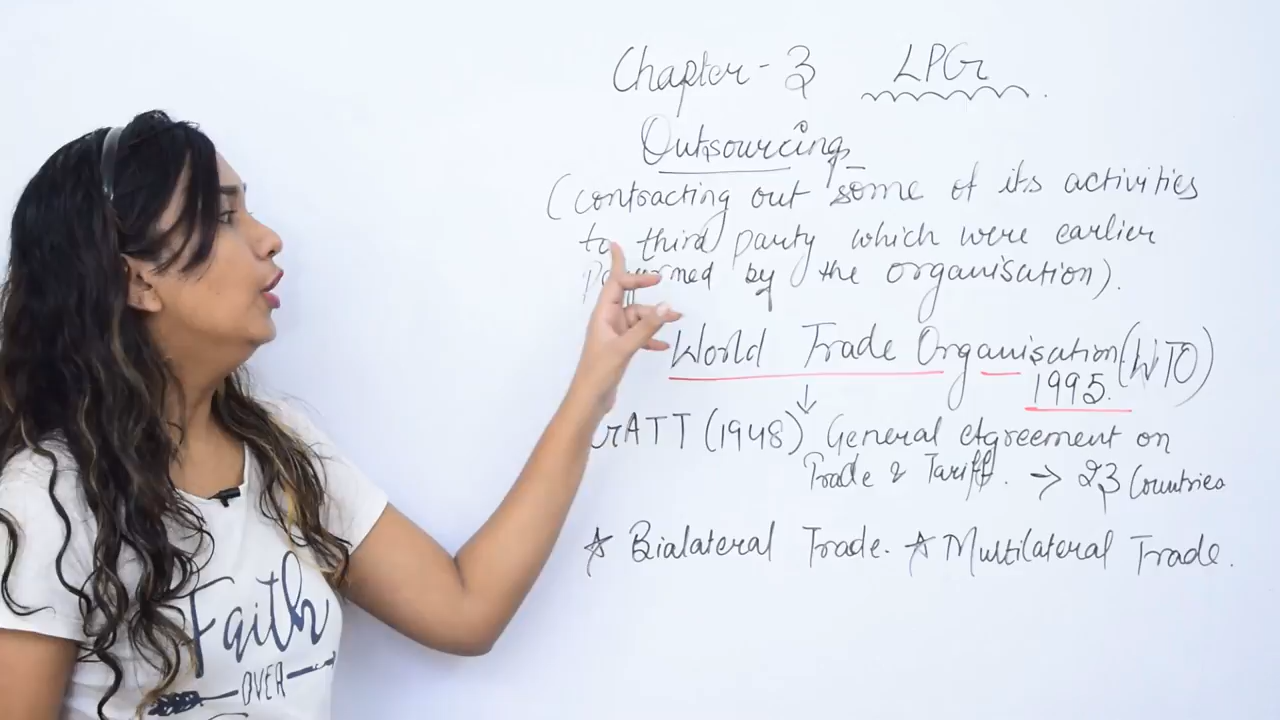 Chapter - 3 LPG
Outsourcing
(contracting out some of its activities
to third party which were earlier
by the organisation).
World Trade Organisation (WTO)
1995.
GATT (1948) General Agreement on
Trade & Tariff. → 23 Countries
☆ Bialateral Trade. ☆ Multilateral Trade.
Faith
OVER